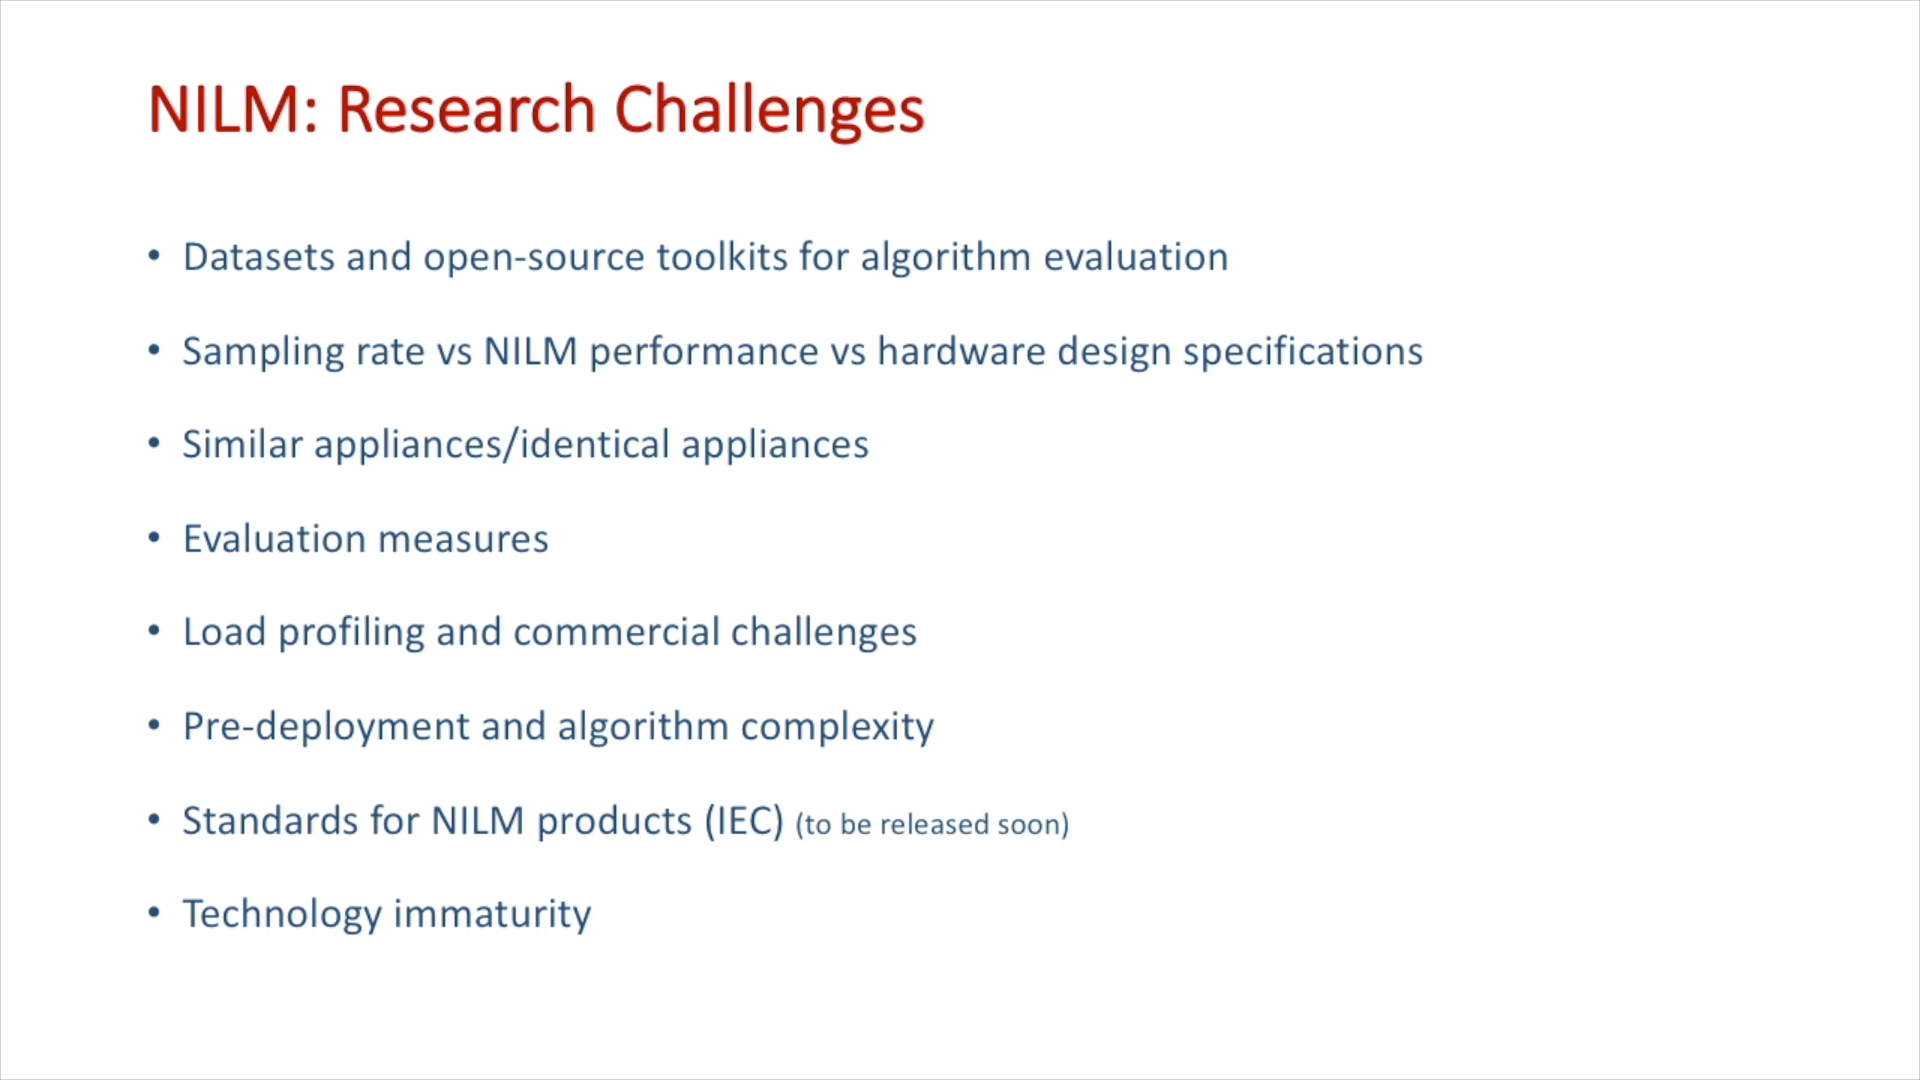 NILM: Research Challenges
• Datasets and open-source toolkits for algorithm evaluation
• Sampling rate vs NILM performance vs hardware design specifications
• Similar appliances/identical appliances
• Evaluation measures
• Load profiling and commercial challenges
• Pre-deployment and algorithm complexity
• Standards for NILM products (IEC) (to be released soon)
• Technology immaturity